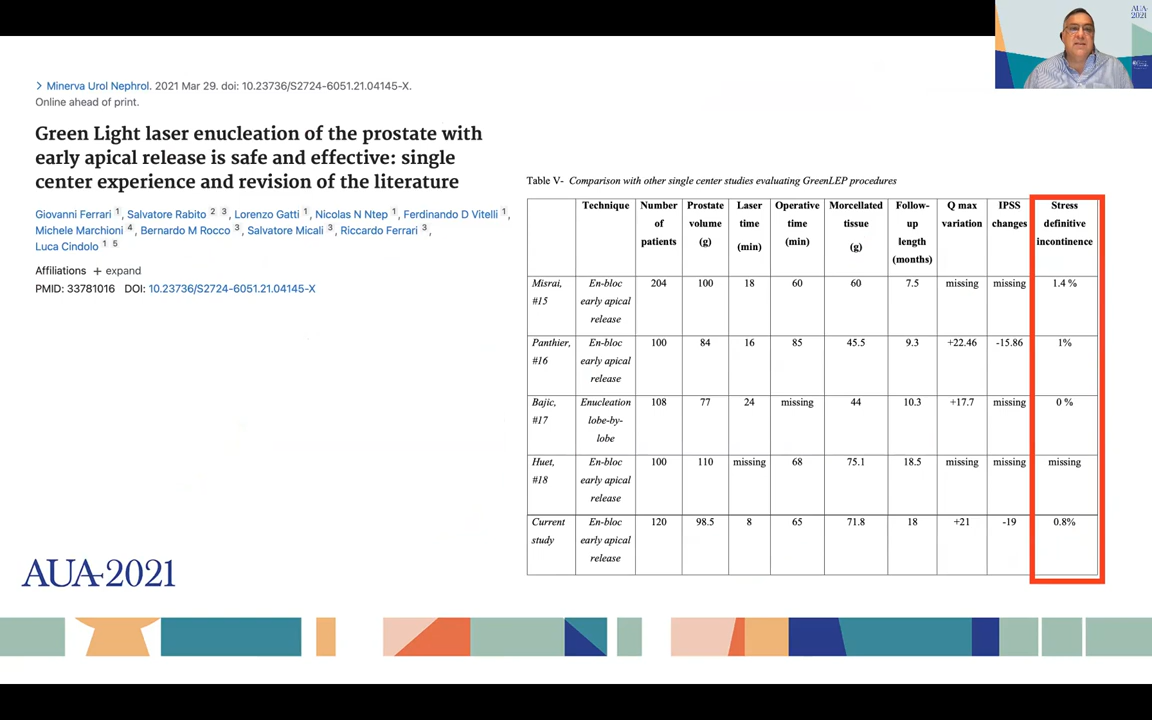 AUA-
2021
> Minerva Urol Nephrol. 2021 Mar 29. doi: 10.23736/S2724-6051.21.04145-X.
Online ahead of print.
Green Light laser enucleation of the prostate with
early apical release is safe and effective: single
center experience and revision of the literature
Giovanni Ferrari 1, Salvatore Rabito 2 3, Lorenzo Gatti 1, Nicolas N Ntep 1, Ferdinando D Vitelli 1,
Michele Marchioni 4, Bernardo M Rocco 3, Salvatore Micali 3, Riccardo Ferrari 3,
Luca Cindolo 1 5
Affiliations + expand
PMID: 33781016 DOI: 10.23736/S2724-6051.21.04145-X
Table V- Comparison with other single center studies evaluating GreenLEP procedures
Technique Number of patients Prostate volume (g) Laser time (min) Operative time (min) Morcellated tissue (g) Follow-up length (months) Q max variation IPSS changes Stress definitive incontinence
Misrai, #15 En-bloc early apical release 204 100 18 60 60 7.5 missing missing 1.4 %
Panthier, #16 En-bloc early apical release 100 84 16 85 45.5 9.3 +22.46 -15.86 1%
Bajic, #17 Enucleation lobe-by-lobe 108 77 24 missing 44 10.3 +17.7 missing 0 %
Huet, #18 En-bloc early apical release 100 110 missing 68 75.1 18.5 missing missing missing
Current study En-bloc early apical release 120 98.5 8 65 71.8 18 +21 -19 0.8%
AUA-2021